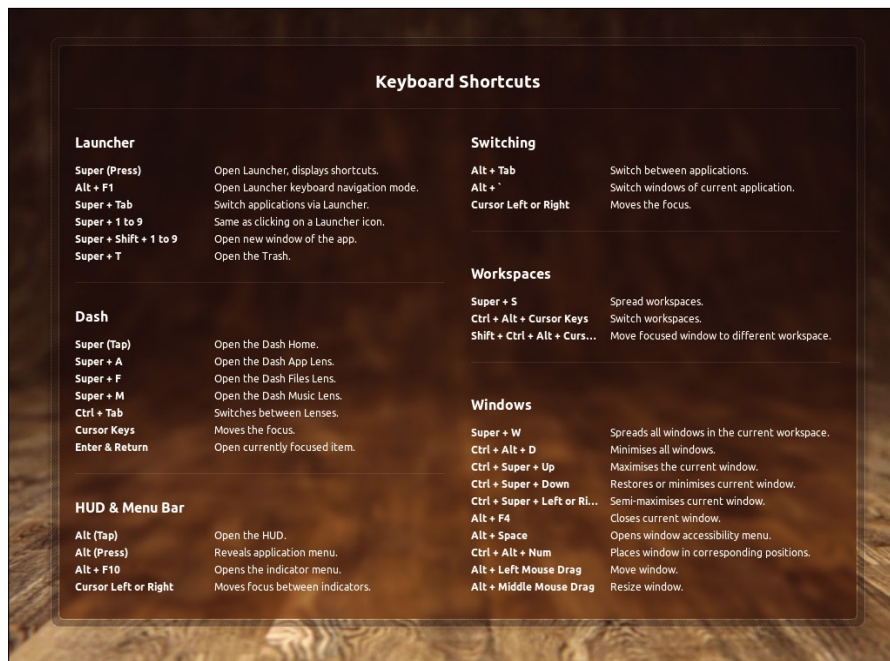 Keyboard Shortcuts
Launcher
Super (Press) Open Launcher, displays shortcuts.
Alt + F1 Open Launcher keyboard navigation mode.
Super + Tab Switch applications via Launcher.
Super + 1 to 9 Same as clicking on a Launcher icon.
Super + Shift + 1 to 9 Open new window of the app.
Super + T Open the Trash.
Dash
Super (Tap) Open the Dash Home.
Super + A Open the Dash App Lens.
Super + F Open the Dash Files Lens.
Super + M Open the Dash Music Lens.
Ctrl + Tab Switches between Lenses.
Cursor Keys Moves the focus.
Enter & Return Open currently focused item.
HUD & Menu Bar
Alt (Tap) Open the HUD.
Alt (Press) Reveals application menu.
Alt + F10 Opens the indicator menu.
Cursor Left or Right Moves focus between indicators.
Switching
Alt + Tab Switch between applications.
Alt + ` Switch windows of current application.
Cursor Left or Right Moves the focus.
Workspaces
Super + S Spread workspaces.
Ctrl + Alt + Cursor Keys Switch workspaces.
Shift + Ctrl + Alt + Curs... Move focused window to different workspace.
Windows
Super + W Spreads all windows in the current workspace.
Ctrl + Alt + D Minimises all windows.
Ctrl + Super + Up Maximises the current window.
Ctrl + Super + Down Restores or minimises current window.
Ctrl + Super + Left or Ri... Semi-maximises current window.
Alt + F4 Closes current window.
Alt + Space Opens window accessibility menu.
Ctrl + Alt + Num Places window in corresponding positions.
Alt + Left Mouse Drag Move window.
Alt + Middle Mouse Drag Resize window.